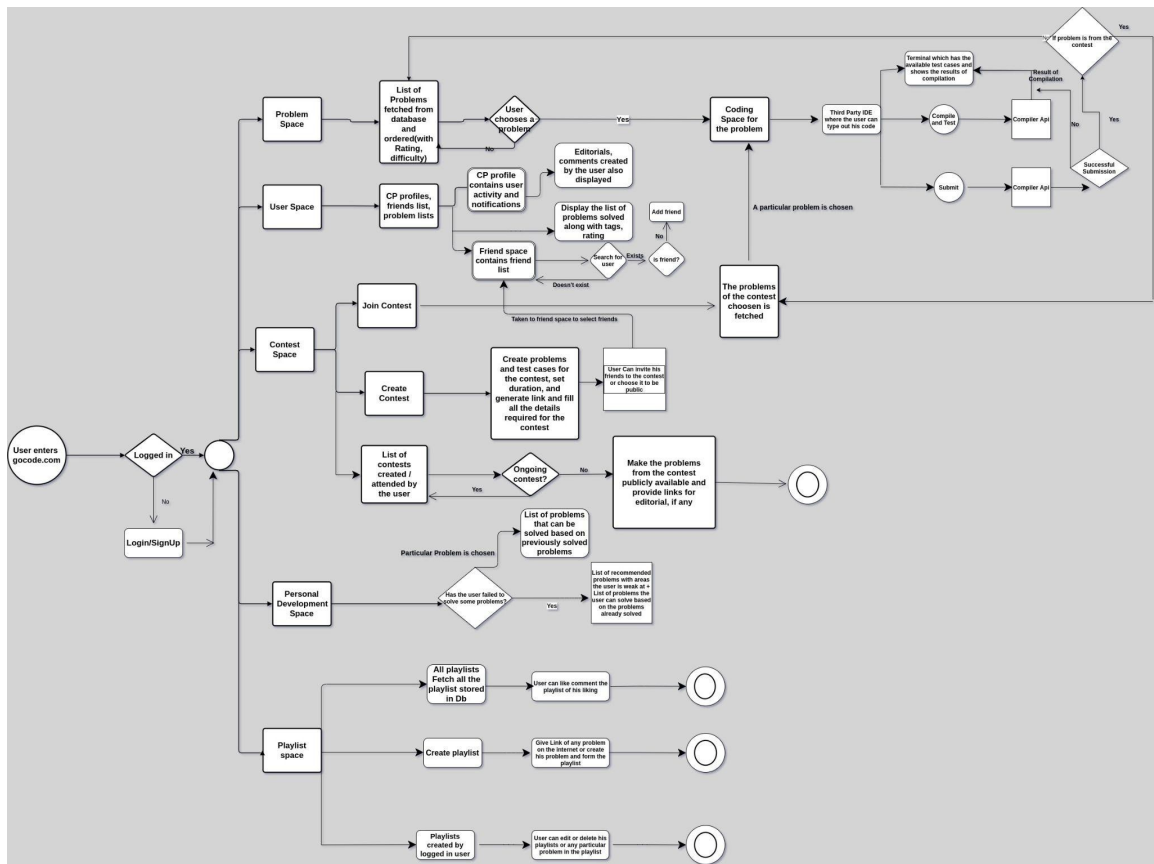 User enters
gocode.com
Logged in
Yes
No
Login/SignUp
Problem
Space
List of
Problems
fetched from
database
and
ordered(with
Rating,
difficulty)
User
chooses a
problem
No
Yes
Coding
Space for
the problem
Third Party IDE
where the user can
type out his code
Terminal which has the
available test cases and
shows the results of
compilation
Compile
and Test
Compiler Api
Result of
Compilation
Submit
Compiler Api
Successful
Submission
No
Yes
If problem is from the
contest
No
Yes
User Space
CP profiles,
friends list,
problem lists
CP profile
contains user
activity and
notifications
Editorials,
comments created
by the user also
displayed
Display the list of
problems solved
along with tags,
rating
Friend space
contains friend
list
Search for
user
Exists
Doesn't exist
is friend?
No
Add friend
A particular problem is chosen
Contest
Space
Join Contest
The problems
of the contest
choosen is
fetched
Taken to friend space to select friends
Create
Contest
Create problems
and test cases
for the contest, set
duration, and
generate link and fill
all the details
required for the
contest
User Can invite his
friends to the contest
or choose it to be
public
List of
contests
created /
attended by
the user
Ongoing
contest?
Yes
No
Make the problems
from the contest
publicly available and
provide links for
editorial, if any
Personal
Development
Space
Has the user failed to
solve some problems?
Particular Problem is chosen
List of problems
that can be
solved based on
previously solved
problems
Yes
List of recommended
problems with areas
the user is weak at +
List of problems the
user can solve based
on the problems
already solved
Playlist
space
All playlists
Fetch all the
playlist stored
in Db
User can like comment the
playlist of his liking
Create playlist
Give Link of any problem
on the internet or create
his problem and form the
playlist
Playlists
created by
logged in user
User can edit or delete his
playlists or any particular
problem in the playlist